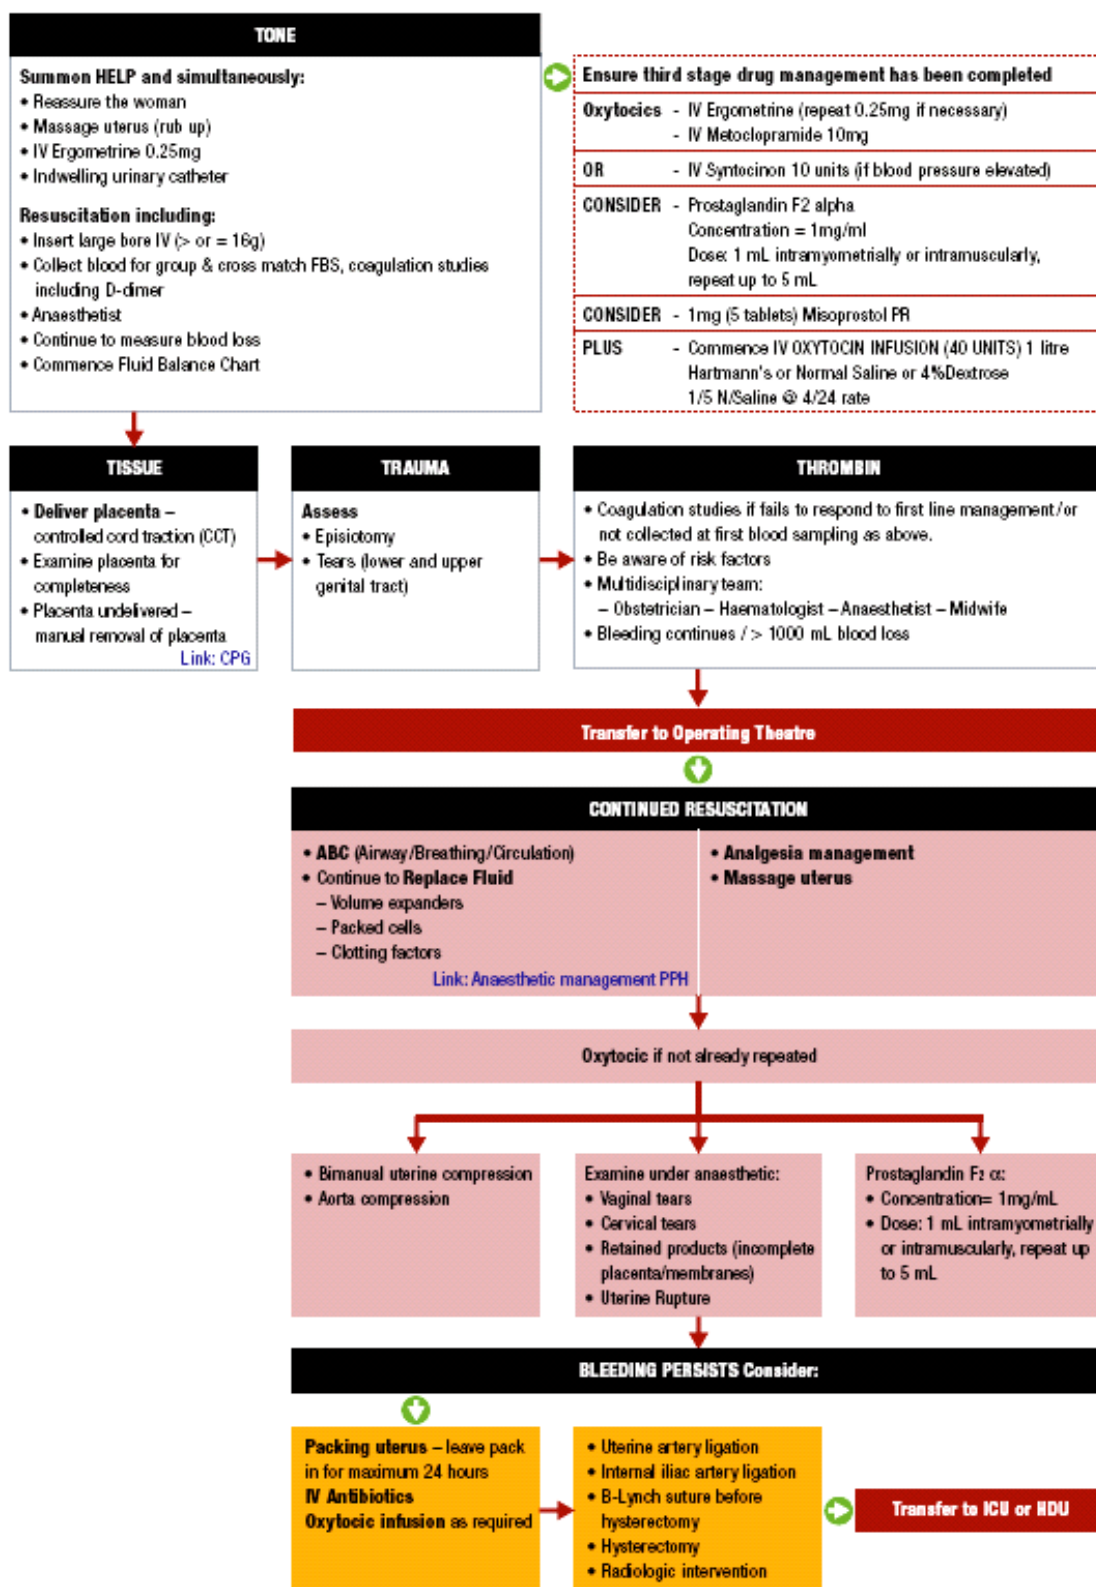 TONE
Summon HELP and simultaneously:
• Reassure the woman
• Massage uterus (rub up)
• IV Ergometrine 0.25mg
• Indwelling urinary catheter
Resuscitation including:
• Insert large bore IV (> or = 16g)
• Collect blood for group & cross match FBS, coagulation studies
including D-dimer
• Anaesthetist
• Continue to measure blood loss
• Commence Fluid Balance Chart
Ensure third stage drug management has been completed
Oxytocics - IV Ergometrine (repeat 0.25mg if necessary)
- IV Metoclopramide 10mg
OR - IV Syntocinon 10 units (if blood pressure elevated)
CONSIDER - Prostaglandin F2 alpha
Concentration = 1mg/ml
Dose: 1 mL intramyometrially or intramuscularly,
repeat up to 5 mL
CONSIDER - 1mg (5 tablets) Misoprostol PR
PLUS - Commence IV OXYTOCIN INFUSION (40 UNITS) 1 litre
Hartmann's or Normal Saline or 4%Dextrose
1/5 N/Saline @ 4/24 rate
TISSUE
• Deliver placenta –
controlled cord traction (CCT)
• Examine placenta for
completeness
• Placenta undelivered –
manual removal of placenta
Link: CPG
TRAUMA
Assess
• Episiotomy
• Tears (lower and upper
genital tract)
THROMBIN
• Coagulation studies if fails to respond to first line management/or
not collected at first blood sampling as above.
• Be aware of risk factors
• Multidisciplinary team:
– Obstetrician – Haematologist – Anaesthetist – Midwife
• Bleeding continues / > 1000 mL blood loss
Transfer to Operating Theatre
CONTINUED RESUSCITATION
• ABC (Airway/Breathing/Circulation)
• Continue to Replace Fluid
– Volume expanders
– Packed cells
– Clotting factors
Link: Anaesthetic management PPH
• Analgesia management
• Massage uterus
Oxytocic if not already repeated
• Bimanual uterine compression
• Aorta compression
Examine under anaesthetic:
• Vaginal tears
• Cervical tears
• Retained products (incomplete
placenta/membranes)
• Uterine Rupture
Prostaglandin F2 α:
• Concentration= 1mg/mL
• Dose: 1 mL intramyometrially
or intramuscularly, repeat up
to 5 mL
BLEEDING PERSISTS Consider:
Packing uterus – leave pack
in for maximum 24 hours
IV Antibiotics
Oxytocic infusion as required
• Uterine artery ligation
• Internal iliac artery ligation
• B-Lynch suture before
hysterectomy
• Hysterectomy
• Radiologic intervention
Transfer to ICU or HDU